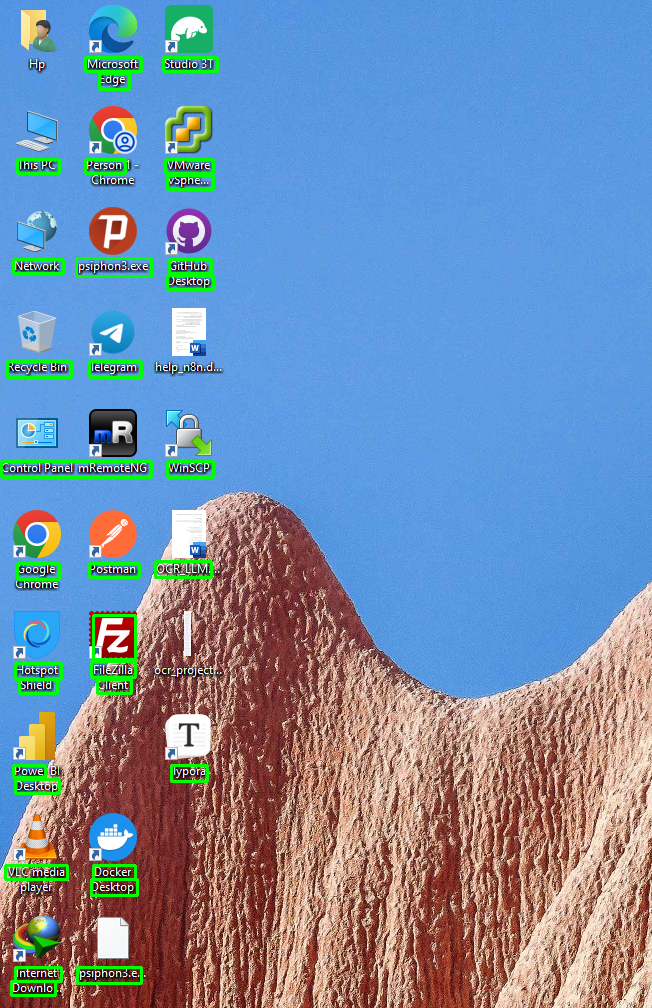 Hp
Microsoft
Edge
Studio 3T
This PC
Person 1 -
Chrome
VMware
vSphe...
Network
psiphon3.exe
GitHub
Desktop
Recycle Bin
Telegram
help_n8n.d...
Control Panel
mRemoteNG
WinSCP
Google
Chrome
Postman
OCR_LLM....
Hotspot
Shield
FileZilla
Client
ocr_project...
Power BI
Desktop
Typora
VLC media
player
Docker
Desktop
Internet
Downlo...
psiphon3.e...